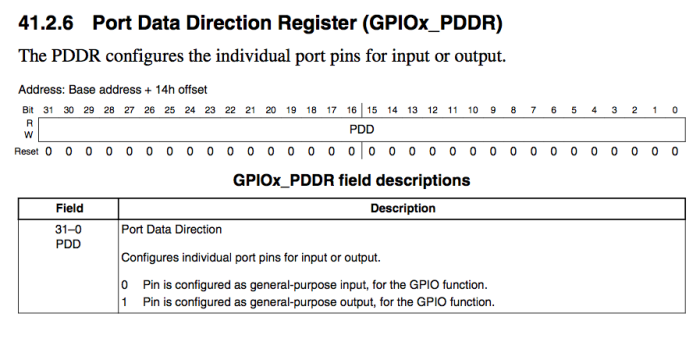 41.2.6 Port Data Direction Register (GPIOx_PDDR)
The PDDR configures the individual port pins for input or output.
Address: Base address + 14h offset
Bit 31 30 29 28 27 26 25 24 23 22 21 20 19 18 17 16 15 14 13 12 11 10 9 8 7 6 5 4 3 2 1 0
R
W
PDD
Reset 0 0 0 0 0 0 0 0 0 0 0 0 0 0 0 0 0 0 0 0 0 0 0 0 0 0 0 0 0 0 0 0
GPIOx_PDDR field descriptions
Field Description
31–0 Port Data Direction
PDD
Configures individual port pins for input or output.
0 Pin is configured as general-purpose input, for the GPIO function.
1 Pin is configured as general-purpose output, for the GPIO function.